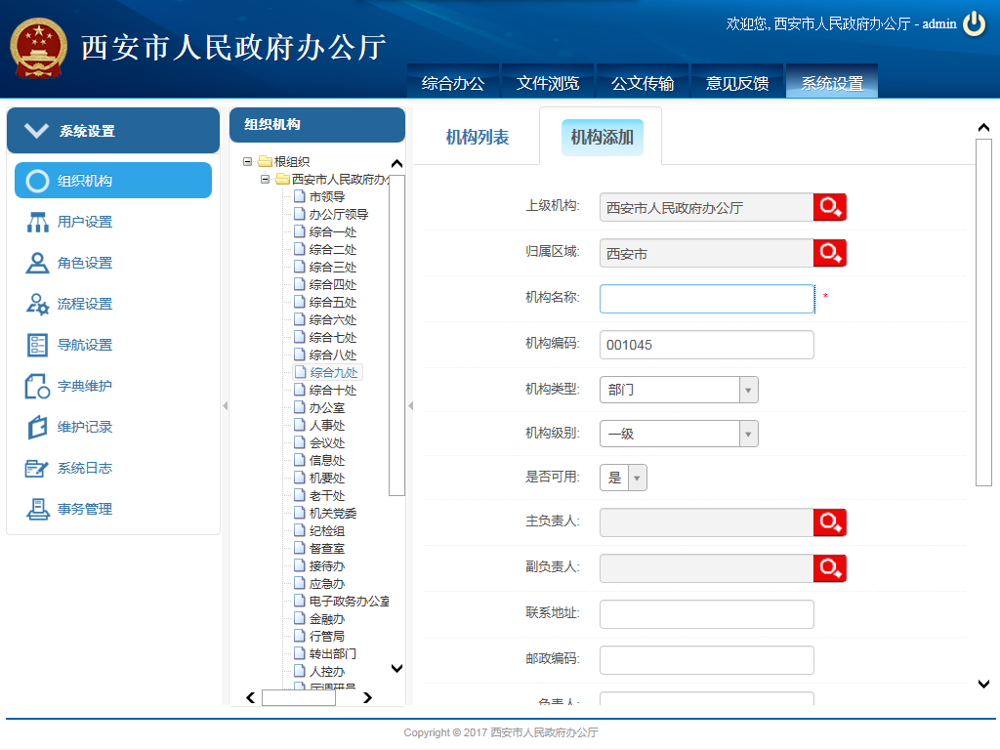 西安市人民政府办公厅
欢迎您, 西安市人民政府办公厅 - admin
综合办公 文件浏览 公文传输 意见反馈 系统设置
系统设置
组织机构
用户设置
角色设置
流程设置
导航设置
字典维护
维护记录
系统日志
事务管理
组织机构
根组织
西安市人民政府办公
市领导
办公厅领导
综合一处
综合二处
综合三处
综合四处
综合五处
综合六处
综合七处
综合八处
综合九处
综合十处
办公室
人事处
会议处
信息处
机要处
老干处
机关党委
纪检组
督查室
接待办
应急办
电子政务办公室
金融办
行管局
转出部门
人控办
厅调研员
机构列表 机构添加
上级机构: 西安市人民政府办公厅
归属区域: 西安市
机构名称: *
机构编码: 001045
机构类型: 部门
机构级别: 一级
是否可用: 是
主负责人:
副负责人:
联系地址:
邮政编码:
负责人:
Copyright © 2017 西安市人民政府办公厅